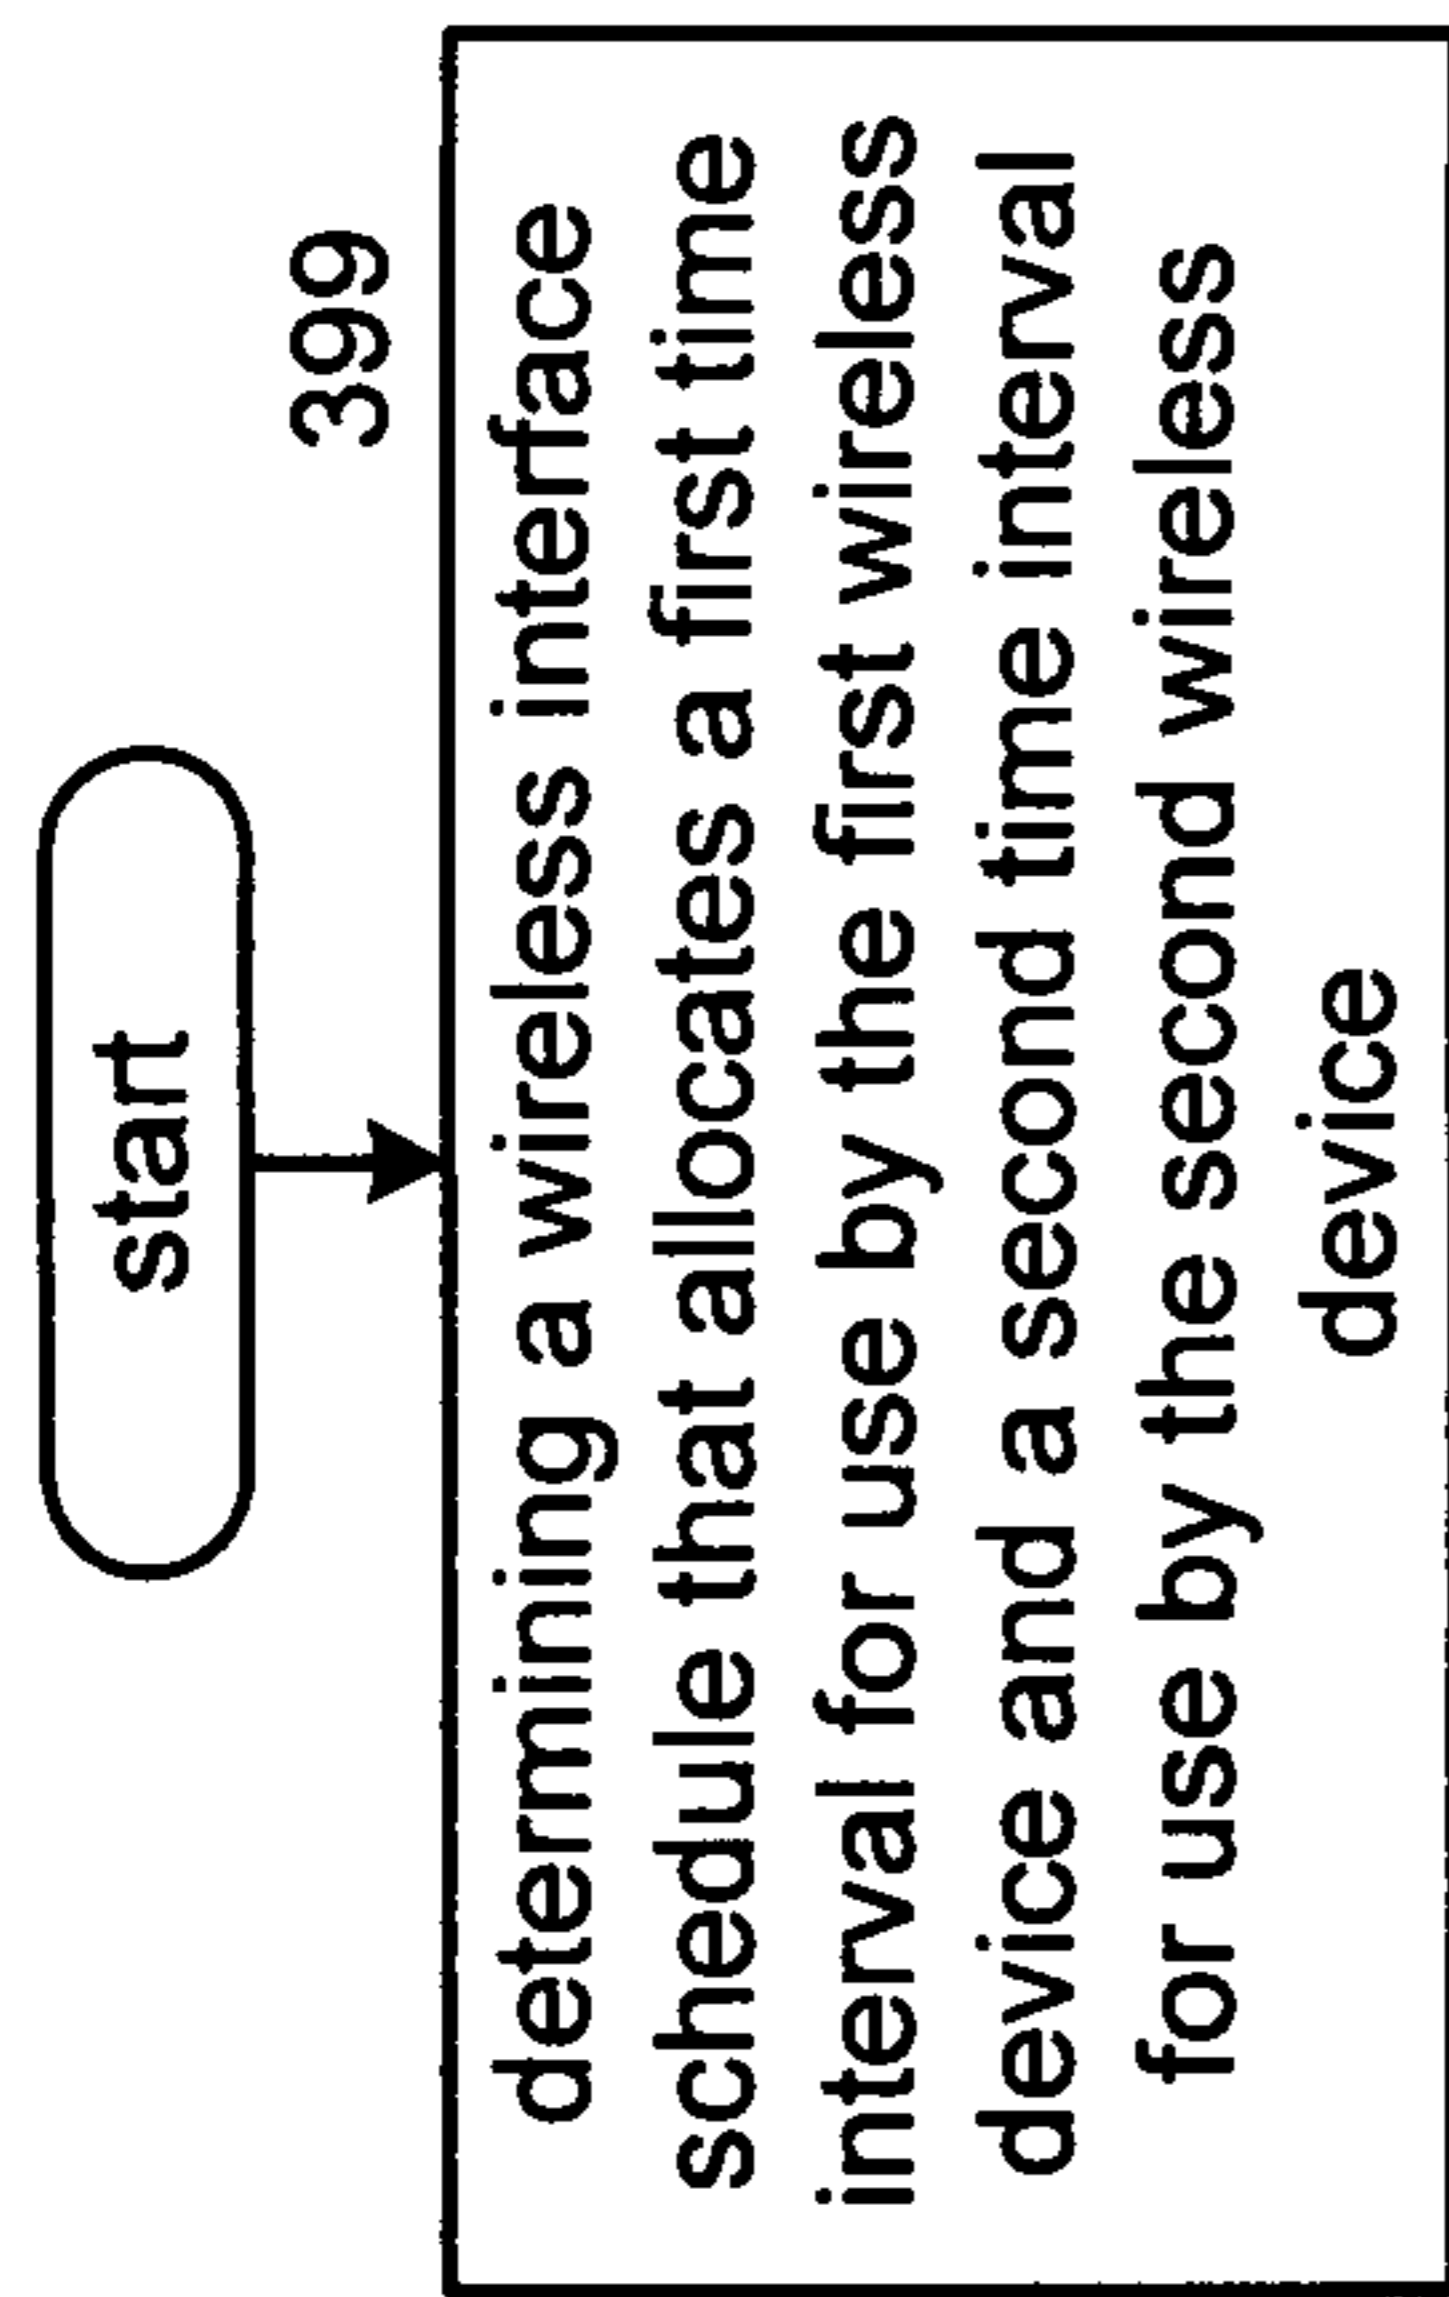 start
399
determining a wireless interface
schedule that allocates a first time
interval for use by the first wireless
device and a second time interval
for use by the second wireless
device